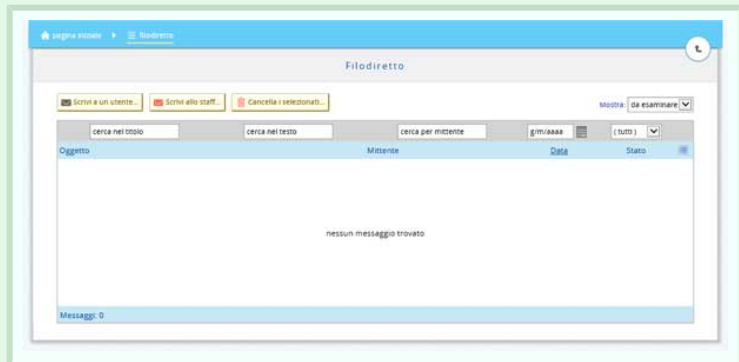 pagina iniziale filodiretto
Filodiretto
Scrivi a un utente... Scrivi allo staff... Cancella i selezionati...
Mostra: da esaminare
cerca nel titolo cerca nel testo cerca per mittente g/m/aaaa (tutti)
Oggetto Mittente Data Stato
nessun messaggio trovato
Messaggi: 0